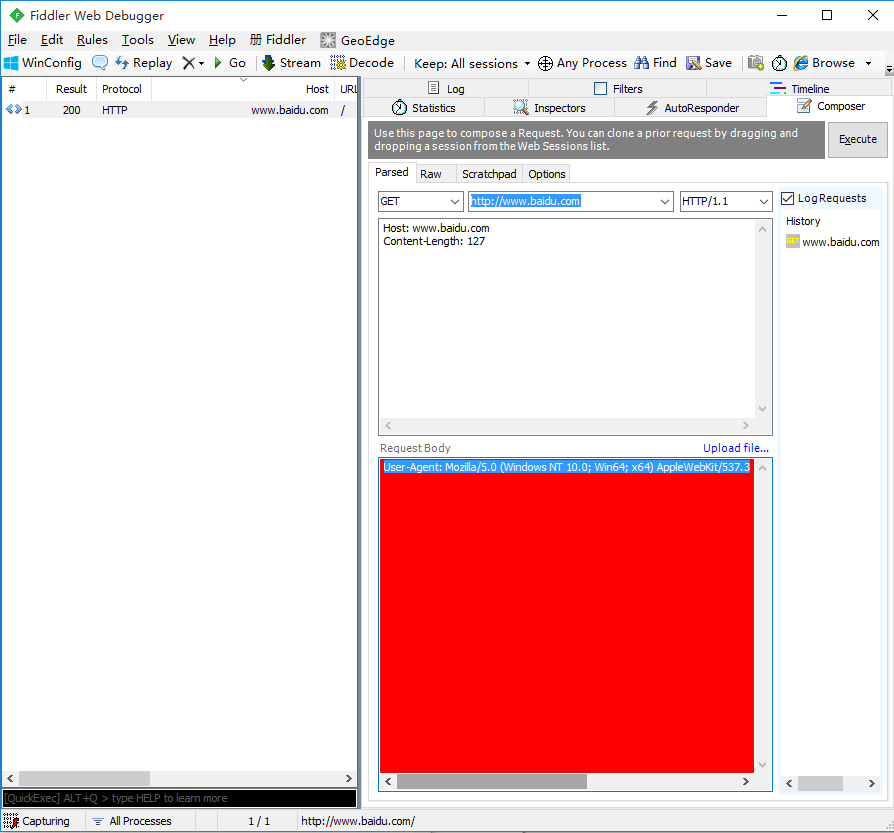 Fiddler Web Debugger
File Edit Rules Tools View Help 册 Fiddler GeoEdge
WinConfig Replay Go Stream Decode Keep: All sessions Any Process Find Save Browse
# Result Protocol Host URL
1 200 HTTP www.baidu.com /
Log Filters Timeline
Statistics Inspectors AutoResponder Composer
Use this page to compose a Request. You can clone a prior request by dragging and
dropping a session from the Web Sessions list.
Execute
Parsed Raw Scratchpad Options
GET http://www.baidu.com HTTP/1.1
Host: www.baidu.com
Content-Length: 127
Log Requests
History
GET www.baidu.com
Request Body Upload file...
User-Agent: Mozilla/5.0 (Windows NT 10.0; Win64; x64) AppleWebKit/537.3
[QuickExec] ALT+Q > type HELP to learn more
Capturing All Processes 1 / 1 http://www.baidu.com/